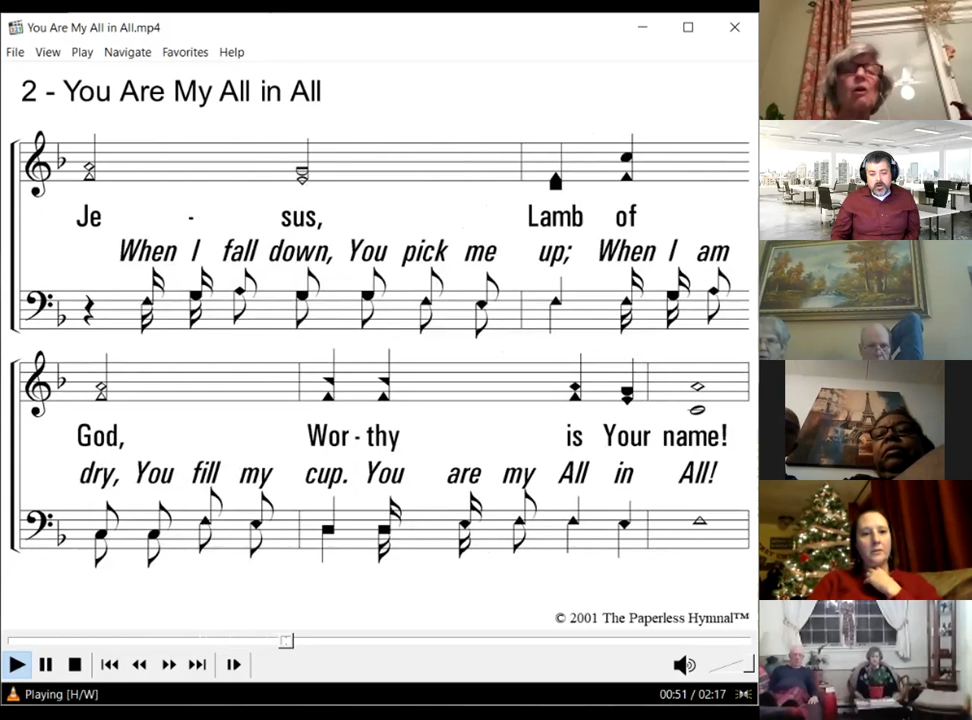 You Are My All in All.mp4
File View Play Navigate Favorites Help
2 - You Are My All in All
Je - sus, Lamb of
When I fall down, You pick me up; When I am
God, Wor - thy is Your name!
dry, You fill my cup. You are my All in All!
© 2001 The Paperless Hymnal™
Playing [H/W] 00:51 / 02:17